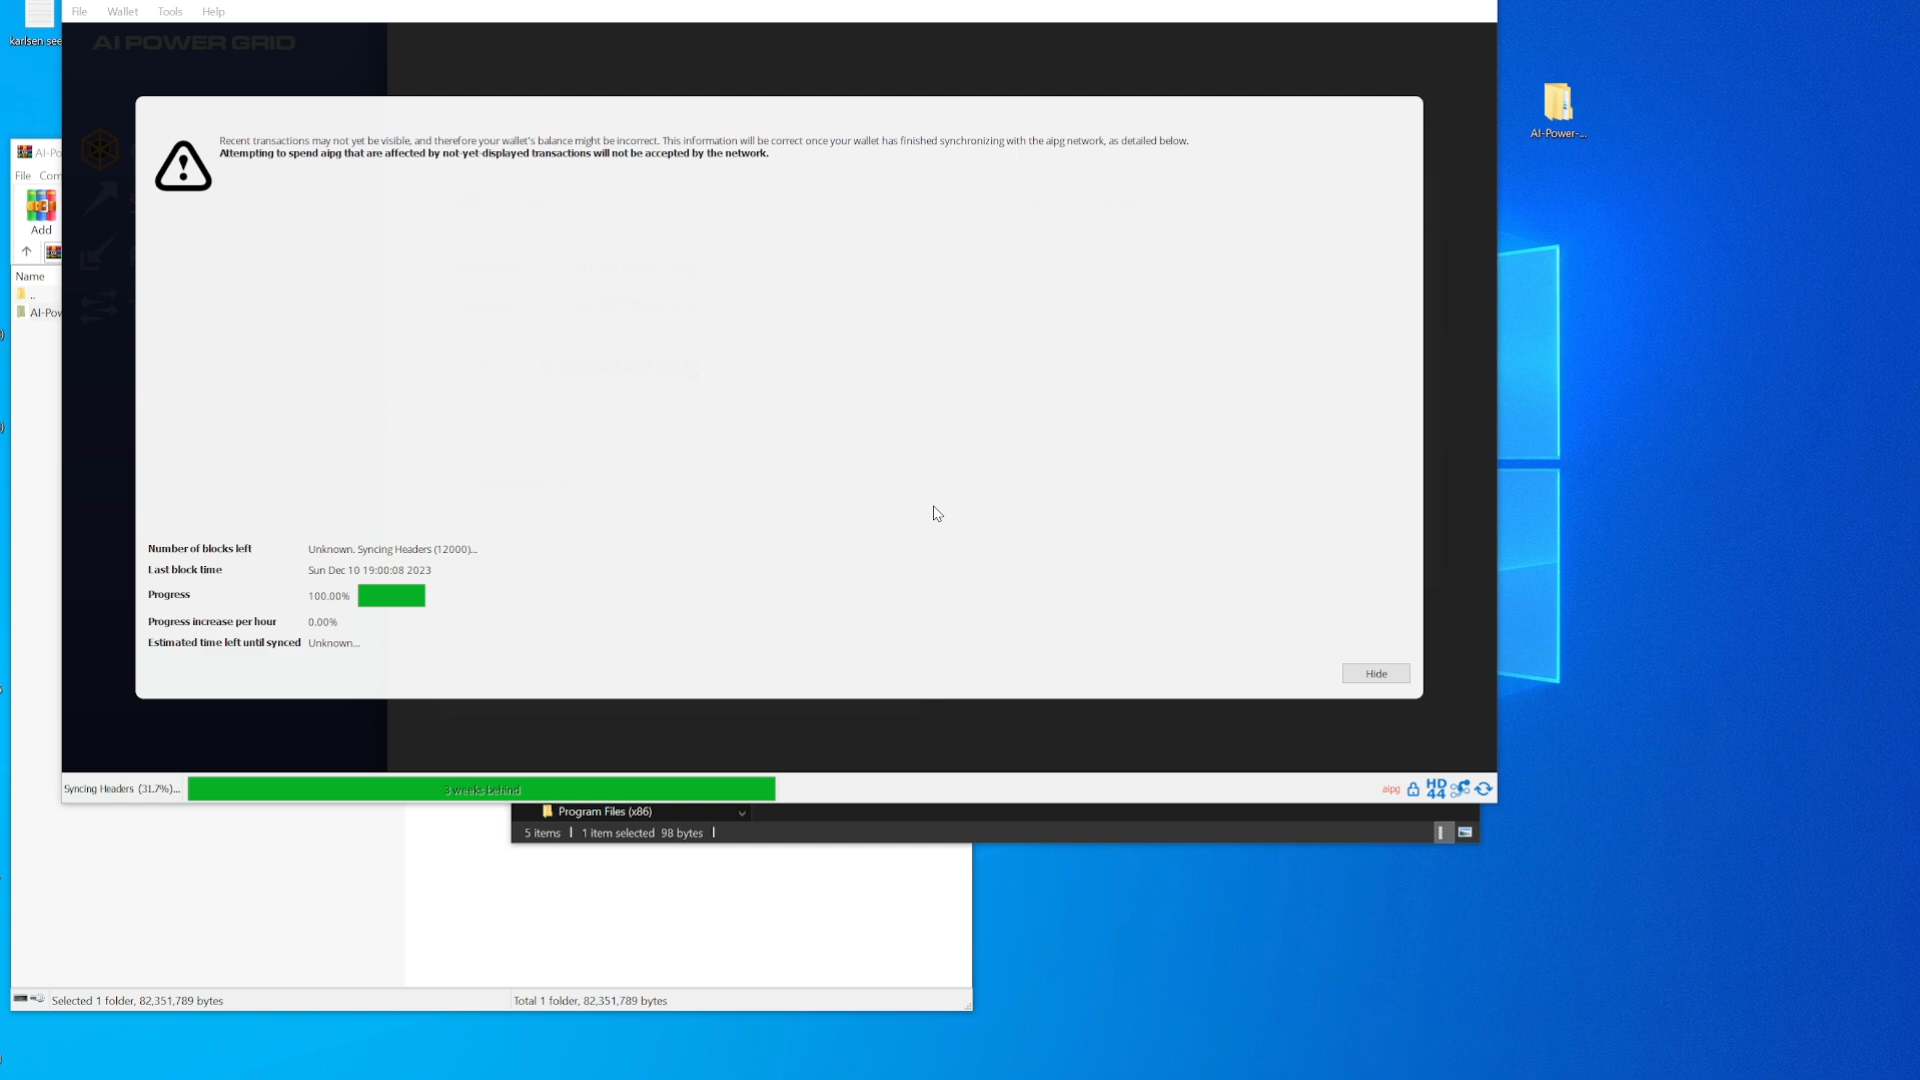 karlsen see
File Wallet Tools Help
AI POWER GRID
AI-Power-...
AI-Po
File Com
Add
Name
..
AI-Pow
Recent transactions may not yet be visible, and therefore your wallet's balance might be incorrect. This information will be correct once your wallet has finished synchronizing with the aipg network, as detailed below.
Attempting to spend aipg that are affected by not-yet-displayed transactions will not be accepted by the network.
Number of blocks left Unknown. Syncing Headers (12000)...
Last block time Sun Dec 10 19:00:08 2023
Progress 100.00%
Progress increase per hour 0.00%
Estimated time left until synced Unknown...
Hide
Syncing Headers (31.7%)... 3 weeks behind
aipg HD 44
Program Files (x86)
5 items 1 item selected 98 bytes
Selected 1 folder, 82,351,789 bytes Total 1 folder, 82,351,789 bytes